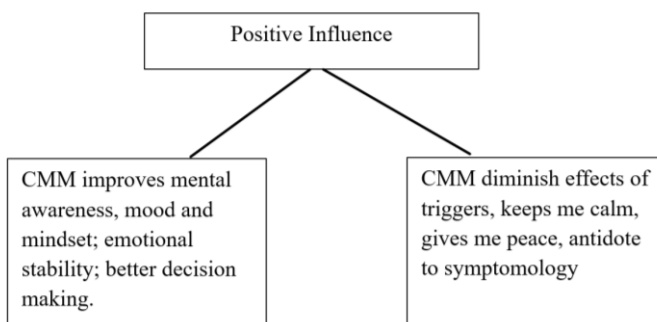 Positive Influence
CMM improves mental
awareness, mood and
mindset; emotional
stability; better decision
making.
CMM diminish effects of
triggers, keeps me calm,
gives me peace, antidote
to symptomology